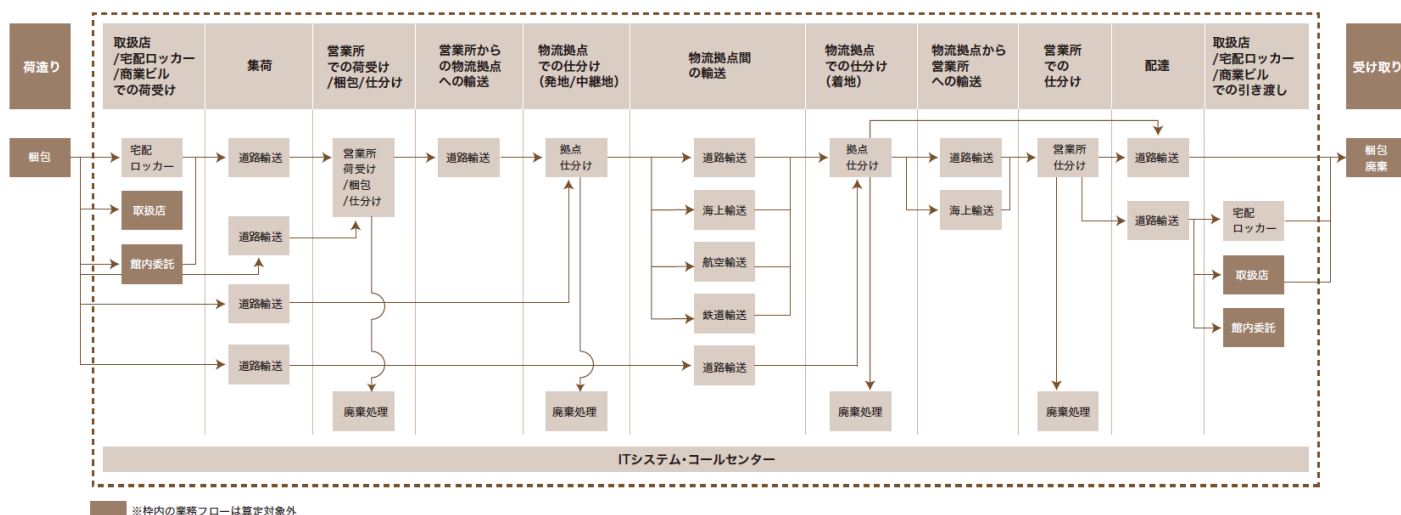 荷造り
取扱店
/宅配ロッカー
/商業ビル
での荷受け
集荷
営業所
での荷受け
/梱包/仕分け
営業所から
の物流拠点
への輸送
物流拠点
での仕分け
(発地/中継地)
物流拠点間
の輸送
物流拠点
での仕分け
(着地)
物流拠点から
営業所
への輸送
営業所
での
仕分け
配達
取扱店
/宅配ロッカー
/商業ビル
での引き渡し
受け取り
梱包
宅配
ロッカー
取扱店
館内委託
道路輸送
道路輸送
道路輸送
道路輸送
営業所
荷受け
/梱包
/仕分け
廃棄処理
道路輸送
拠点
仕分け
廃棄処理
道路輸送
海上輸送
航空輸送
鉄道輸送
道路輸送
拠点
仕分け
廃棄処理
道路輸送
海上輸送
営業所
仕分け
廃棄処理
道路輸送
道路輸送
宅配
ロッカー
取扱店
館内委託
梱包
廃棄
ITシステム・コールセンター
※枠内の業務フローは算定対象外